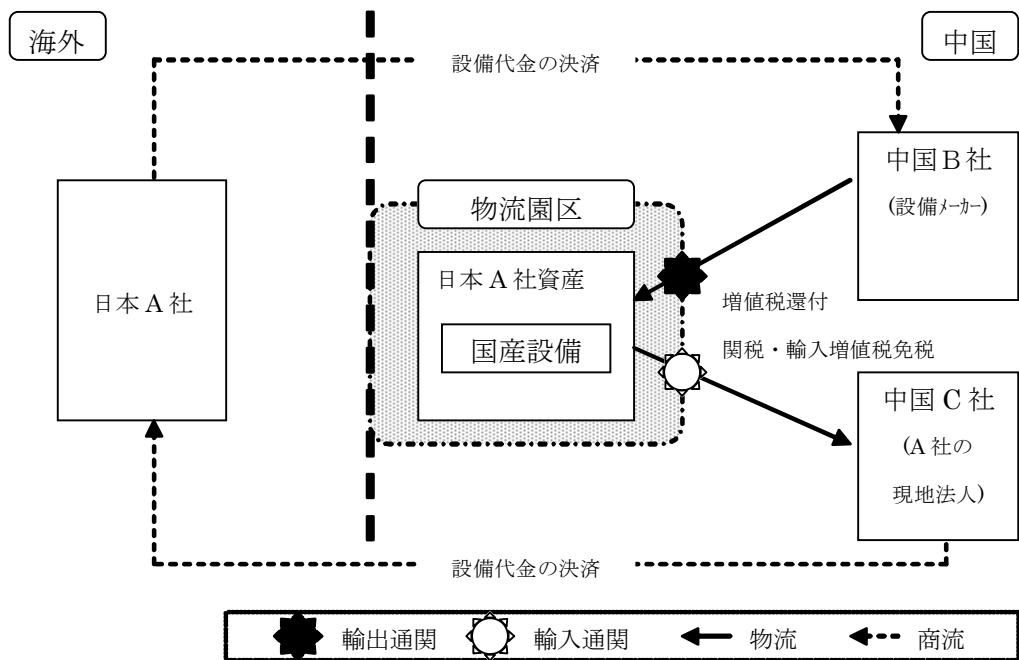 海外
中国
設備代金の決済
中国B社
(設備ﾒｰｶｰ)
物流園区
日本A社資産
国産設備
日本A社
増値税還付
関税・輸入増値税免税
中国C社
(A社の
現地法人)
設備代金の決済
輸出通関
輸入通関
物流
商流